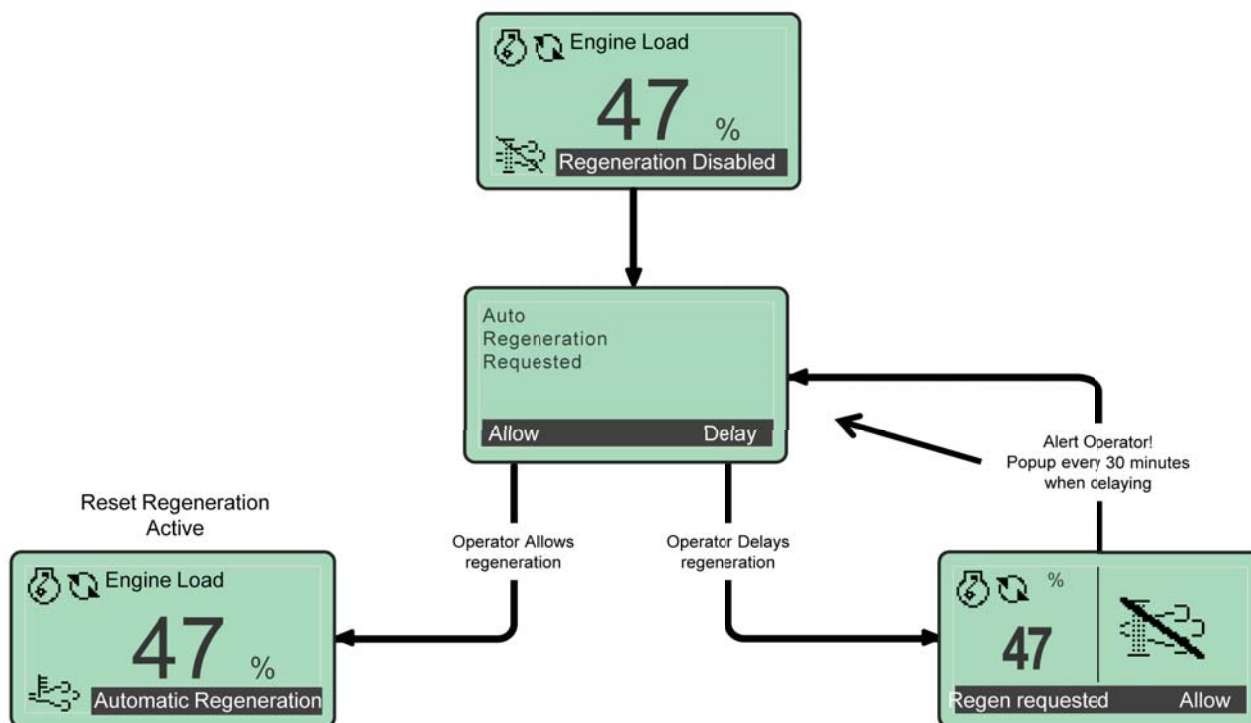 Engine Load
47 %
Regeneration Disabled
Auto
Regeneration
Requested
Allow Delay
Alert Operator!
Popup every 30 minutes
when delaying
Reset Regeneration
Active
Operator Allows
regeneration
Operator Delays
regeneration
Engine Load
47 %
Automatic Regeneration
%
47
Regen requested Allow